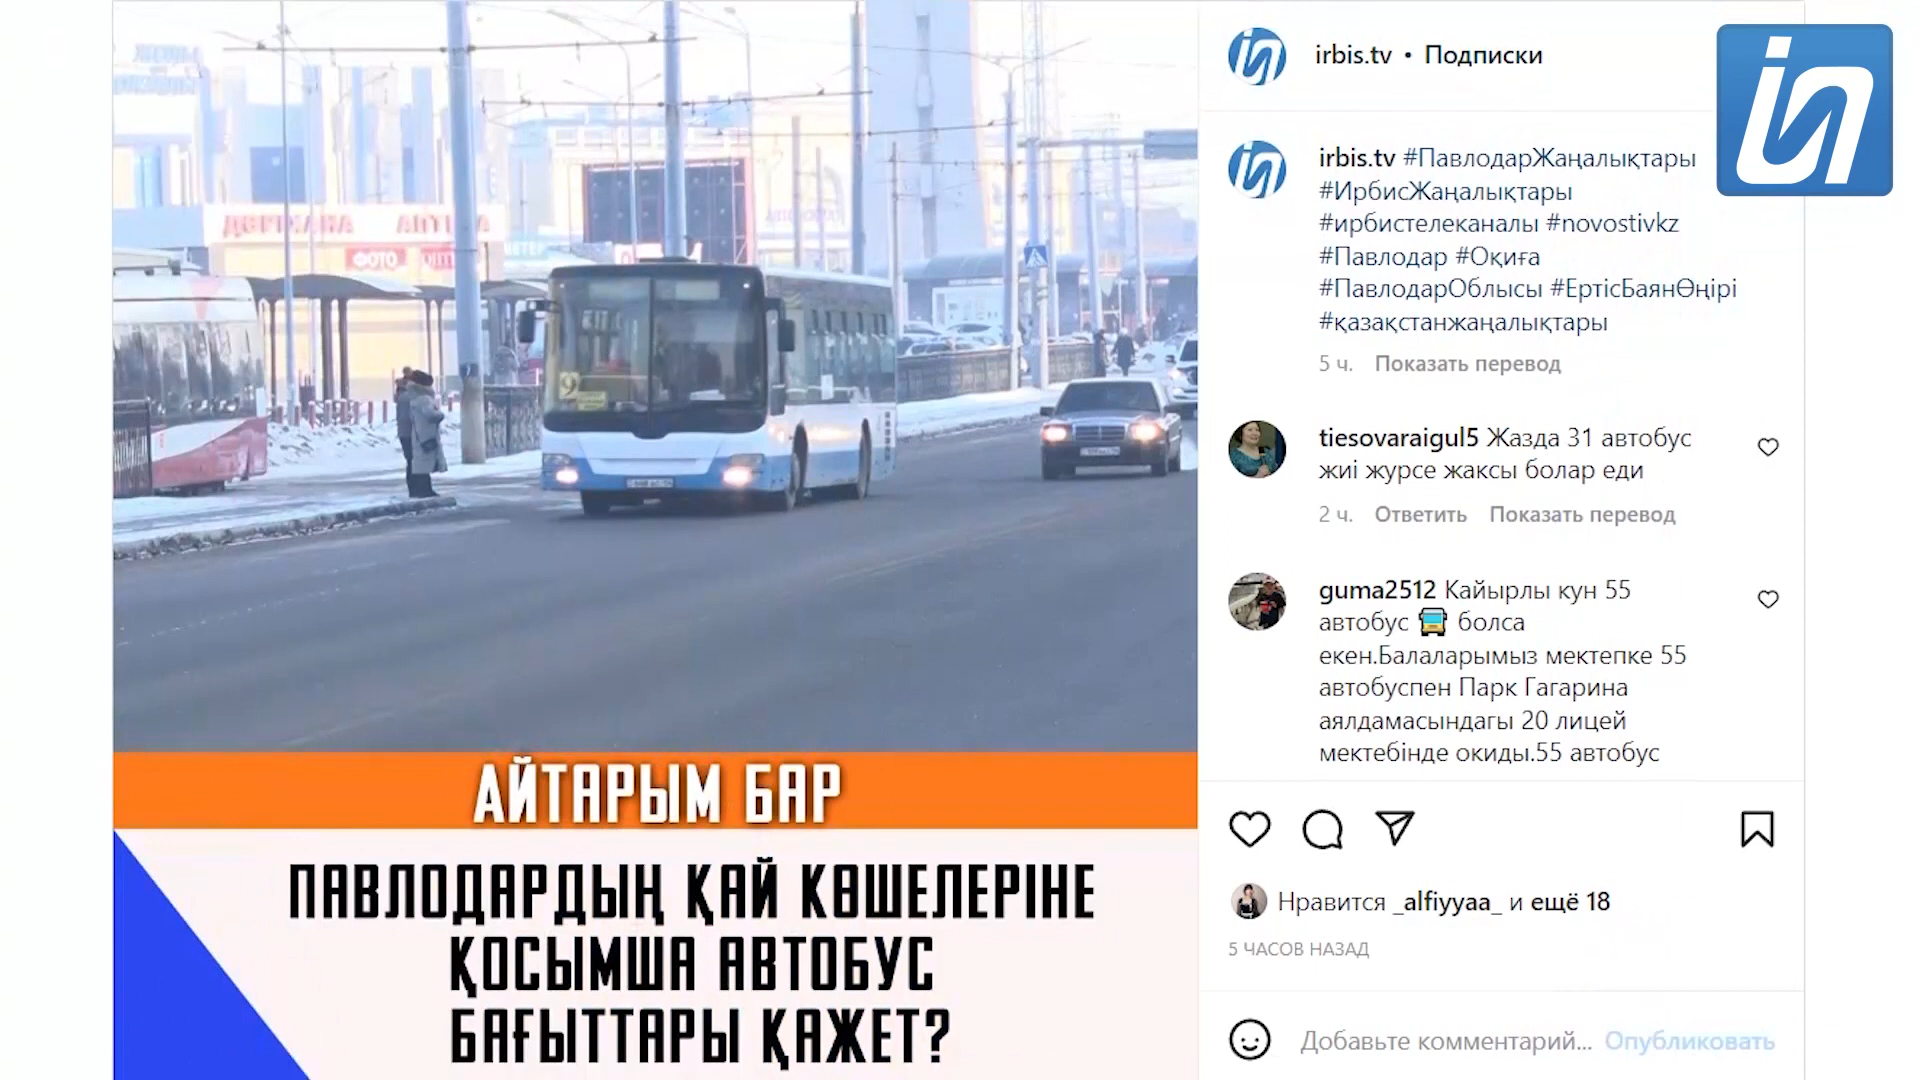 ФОТО
9
АЙТАРЫМ БАР
ПАВЛОДАРДЫҢ ҚАЙ КӨШЕЛЕРІНЕ
ҚОСЫМША АВТОБУС
БАҒЫТТАРЫ ҚАЖЕТ?
irbis.tv • Подписки
irbis.tv #ПавлодарЖаңалықтары
#ИрбисЖаңалықтары
#ирбистелеканалы #novostivkz
#Павлодар #Оқиға
#ПавлодарОблысы #ЕртісБаянӨңірі
#қазақстанжаңалықтары
5 ч. Показать перевод
tiesovaraigul5 Жазда 31 автобус
жиі журсе жаксы болар еди
2 ч. Ответить Показать перевод
guma2512 Кайырлы кун 55
автобус 🚍 болса
екен.Балаларымыз мектепке 55
автобуспен Парк Гагарина
аялдамасындагы 20 лицей
мектебінде окиды.55 автобус
Нравится _alfiyyaa_ и ещё 18
5 ЧАСОВ НАЗАД
Добавьте комментарий... Опубликовать